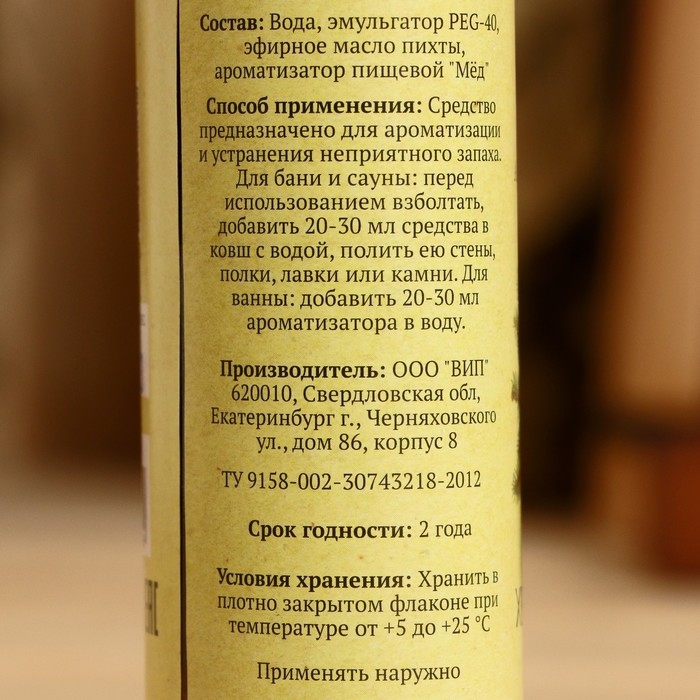 Состав: Вода, эмульгатор PEG-40,
эфирное масло пихты,
ароматизатор пищевой "Мёд"
Способ применения: Средство
предназначено для ароматизации
и устранения неприятного запаха.
Для бани и сауны: перед
использованием взболтать,
добавить 20-30 мл средства в
ковш с водой, полить ею стены,
полки, лавки или камни. Для
ванны: добавить 20-30 мл
ароматизатора в воду.
Производитель: ООО "ВИП"
620010, Свердловская обл,
Екатеринбург г., Черняховского
ул., дом 86, корпус 8
ТУ 9158-002-30743218-2012
Срок годности: 2 года
Условия хранения: Хранить в
плотно закрытом флаконе при
температуре от +5 до +25 °C
Применять наружно